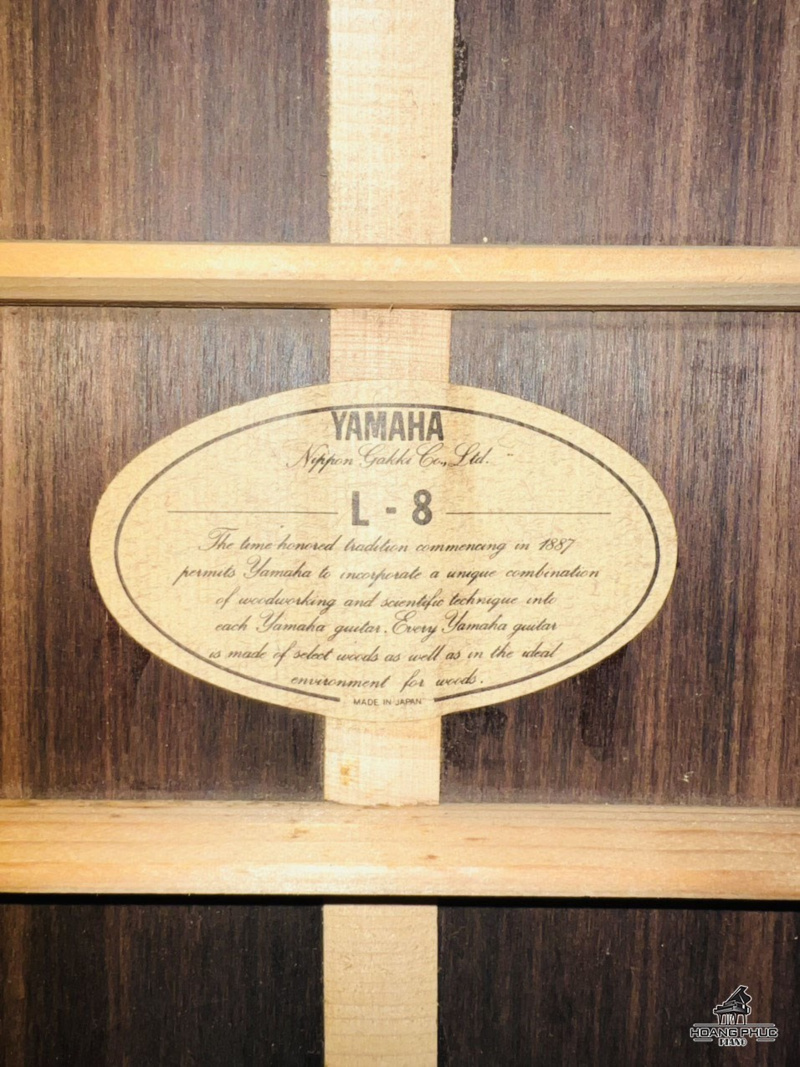 YAMAHA
Nippon Gakki Co., Ltd.
L - 8
The time honored tradition commencing in 1887
permits Yamaha to incorporate a unique combination
of woodworking and scientific technique into
each Yamaha guitar. Every Yamaha guitar
is made of select woods as well as in the ideal
environment for woods.
MADE IN JAPAN
HOANG PHUC
PIANO